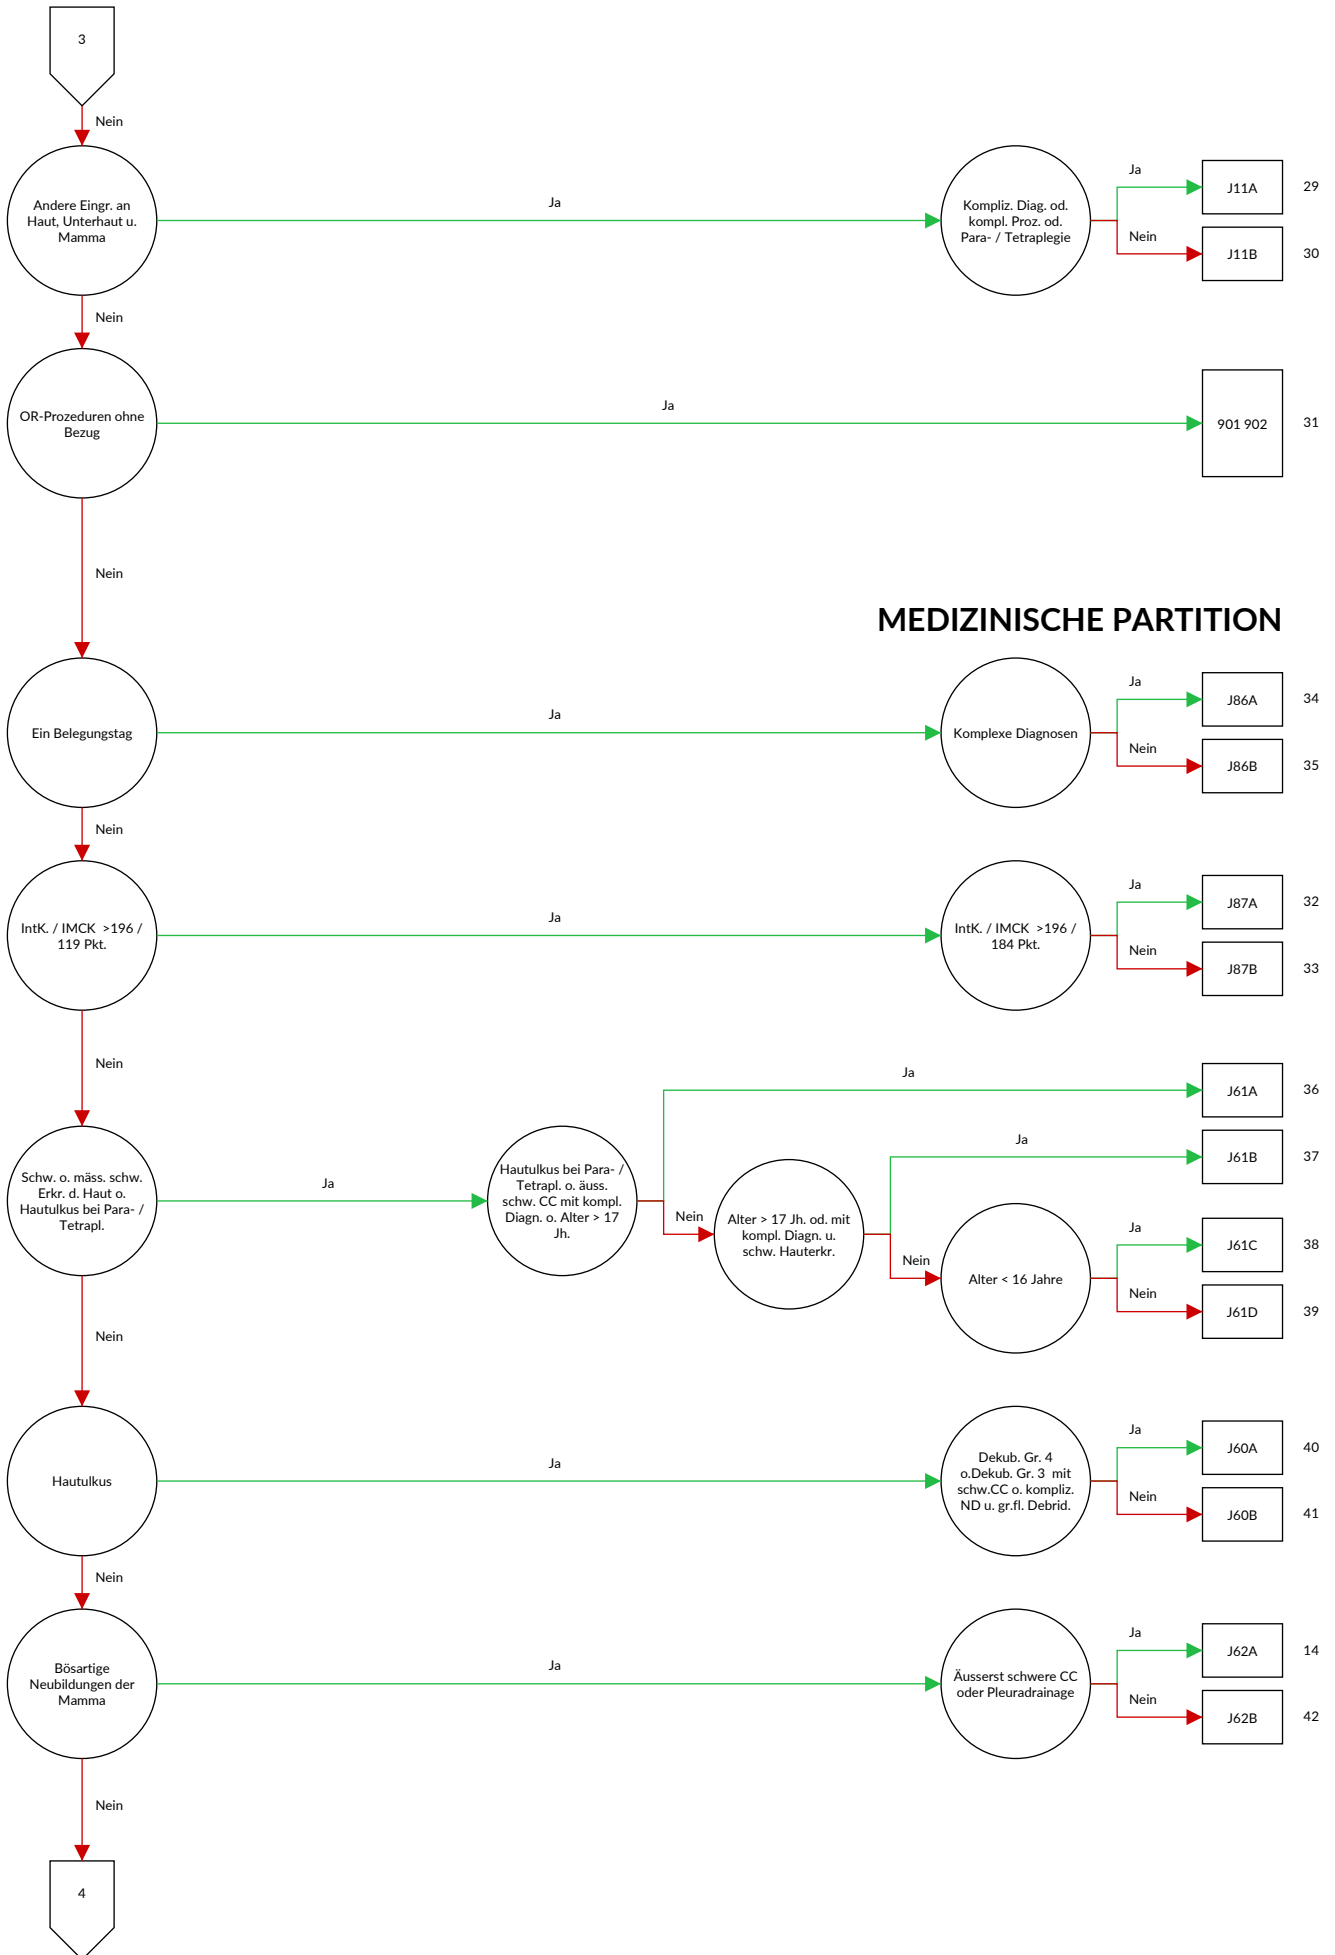 3
Nein
Andere Eingr. an
Haut, Unterhaut u.
Mamma
Ja
Kompliz. Diag. od.
kompl. Proz. od.
Para- / Tetraplegie
Ja
J11A
29
Nein
J11B
30
Nein
OR-Prozeduren ohne
Bezug
Ja
901 902
31
Nein
MEDIZINISCHE PARTITION
Ein Belegungstag
Ja
Komplexe Diagnosen
Ja
J86A
34
Nein
J86B
35
Nein
IntK. / IMCK >196 /
119 Pkt.
Ja
IntK. / IMCK >196 /
184 Pkt.
Ja
J87A
32
Nein
J87B
33
Nein
Schw. o. mäss. schw.
Erkr. d. Haut o.
Hautulkus bei Para- /
Tetrapl.
Ja
Hautulkus bei Para- /
Tetrapl. o. äuss.
schw. CC mit kompl.
Diagn. o. Alter > 17
Jh.
Ja
J61A
36
Nein
Alter > 17 Jh. od. mit
kompl. Diagn. u.
schw. Hauterkr.
Ja
J61B
37
Nein
Alter < 16 Jahre
Ja
J61C
38
Nein
J61D
39
Nein
Hautulkus
Ja
Dekub. Gr. 4
o.Dekub. Gr. 3 mit
schw.CC o. kompliz.
ND u. gr.fl. Debrid.
Ja
J60A
40
Nein
J60B
41
Nein
Bösartige
Neubildungen der
Mamma
Ja
Äusserst schwere CC
oder Pleuradrainage
Ja
J62A
14
Nein
J62B
42
Nein
4